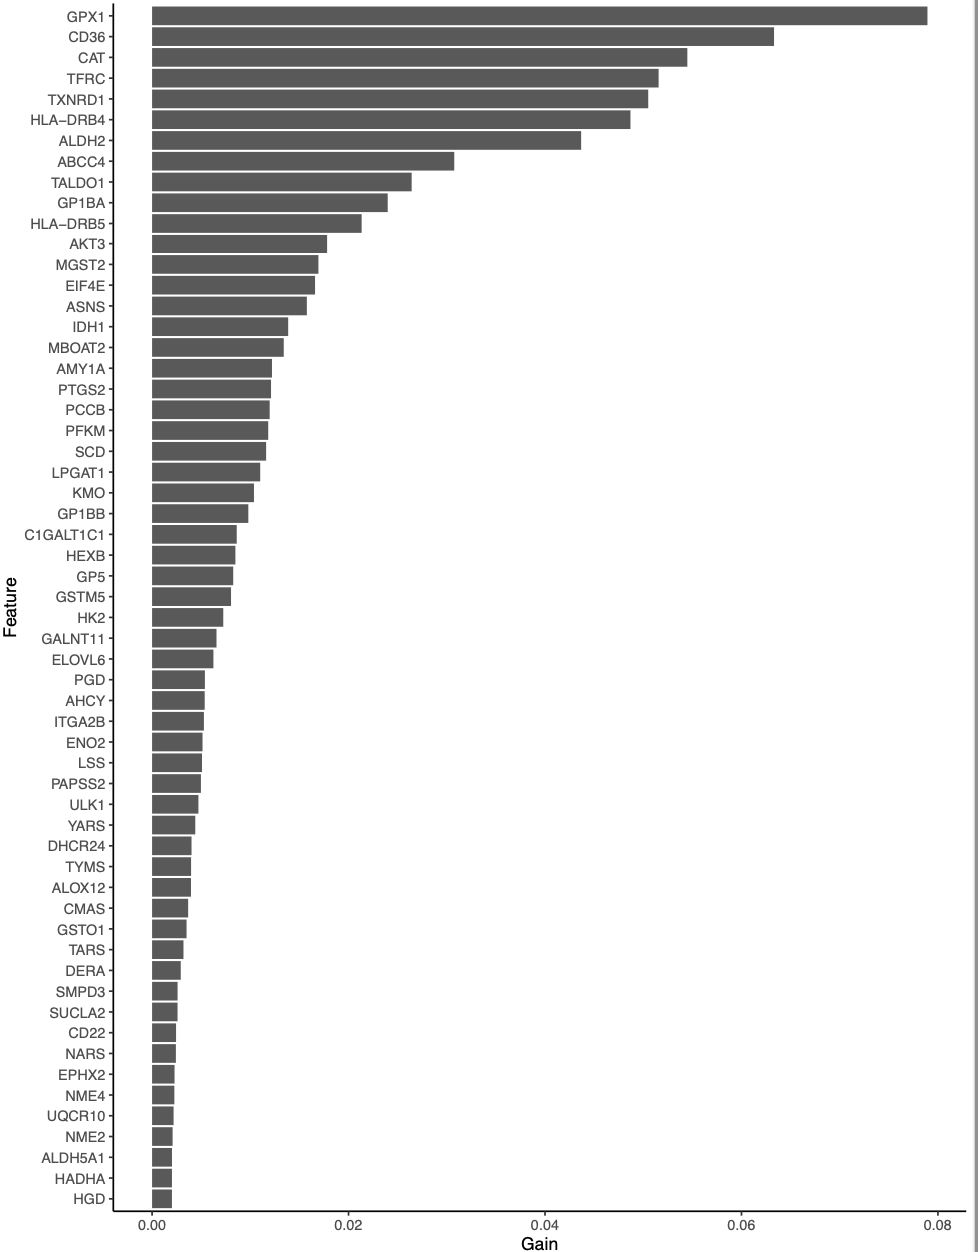 GPX1
CD36
CAT
TFRC
TXNRD1
HLA−DRB4
ALDH2
ABCC4
TALDO1
GP1BA
HLA−DRB5
AKT3
MGST2
EIF4E
ASNS
IDH1
MBOAT2
AMY1A
PTGS2
PCCB
PFKM
SCD
LPGAT1
KMO
GP1BB
C1GALT1C1
HEXB
GP5
GSTM5
HK2
GALNT11
ELOVL6
PGD
AHCY
ITGA2B
ENO2
LSS
PAPSS2
ULK1
YARS
DHCR24
TYMS
ALOX12
CMAS
GSTO1
TARS
DERA
SMPD3
SUCLA2
CD22
NARS
EPHX2
NME4
UQCR10
NME2
ALDH5A1
HADHA
HGD
Feature
0.00 0.02 0.04 0.06 0.08
Gain